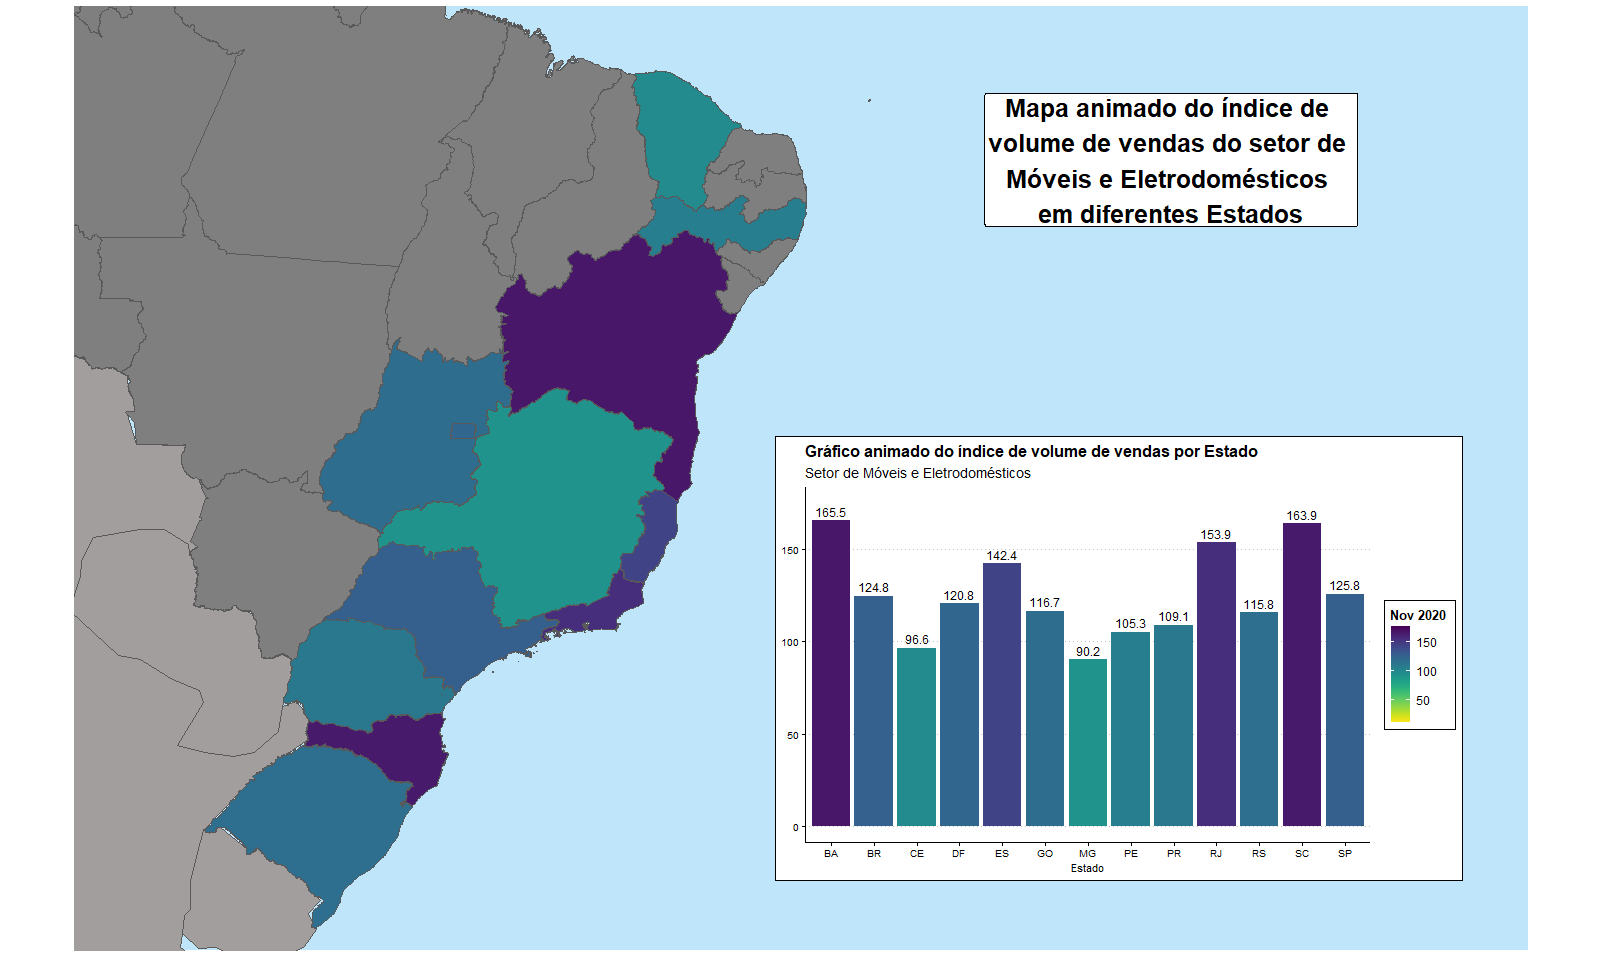 Mapa animado do índice de
volume de vendas do setor de
Móveis e Eletrodomésticos
em diferentes Estados
Gráfico animado do índice de volume de vendas por Estado
Setor de Móveis e Eletrodomésticos
165.5
124.8
96.6
120.8
142.4
116.7
90.2
105.3
109.1
153.9
115.8
163.9
125.8
150
100
50
0
BA BR CE DF ES GO MG PE PR RJ RS SC SP
Estado
Nov 2020
150
100
50